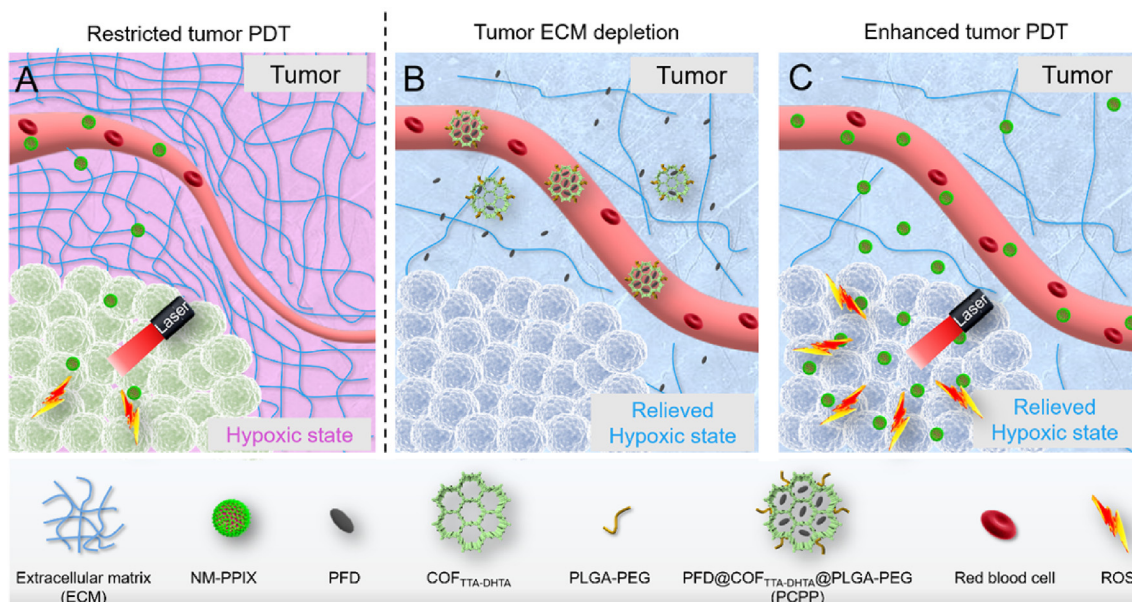 Restricted tumor PDT
Tumor ECM depletion
Enhanced tumor PDT
A
Tumor
B
Tumor
C
Tumor
Laser
Laser
Hypoxic state
Relieved
Hypoxic state
Relieved
Hypoxic state
Extracellular matrix
(ECM)
NM-PPIX
PFD
COFTTA-DHTA
PLGA-PEG
PFD@COFTTA-DHTA@PLGA-PEG
(PCPP)
Red blood cell
ROS